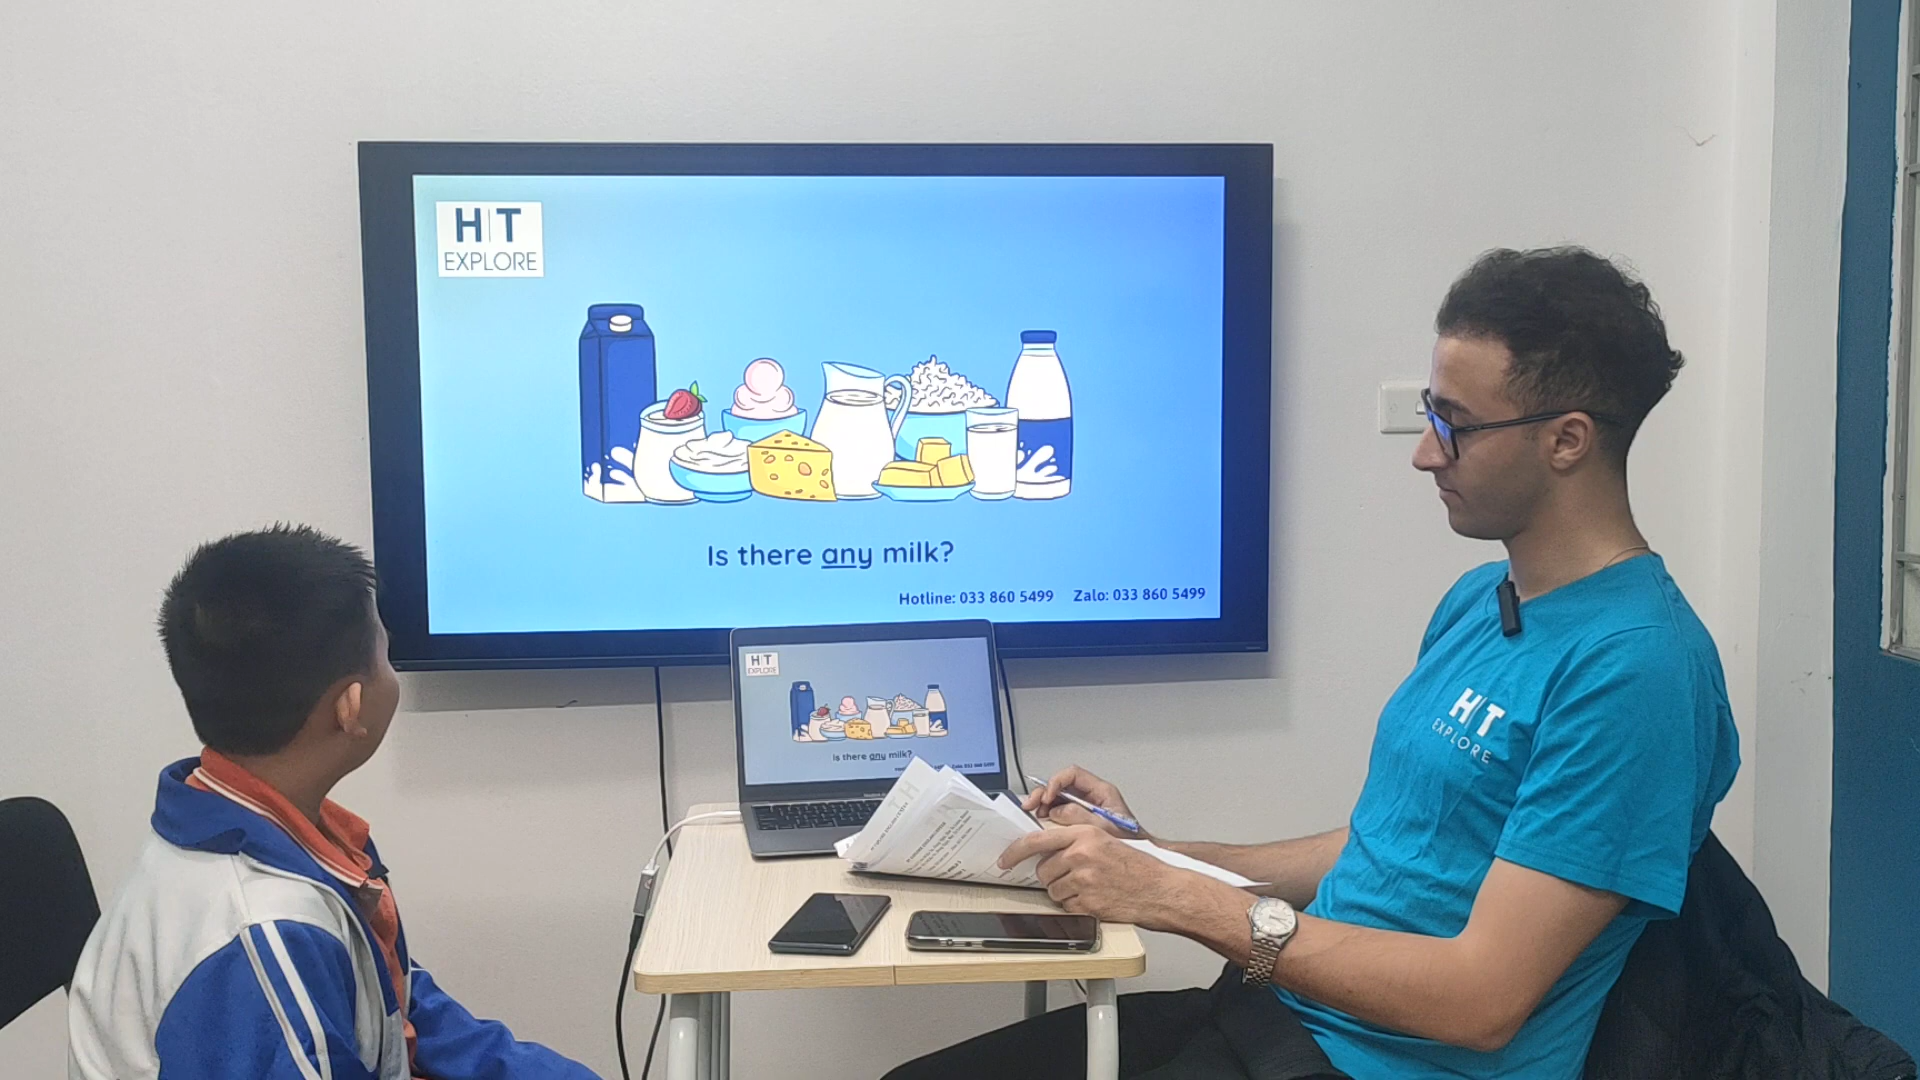 H|T
EXPLORE
Is there any milk?
Hotline: 033 860 5499 Zalo: 033 860 5499
H|T
EXPLORE
Is there any milk?
H|T
EXPLORE